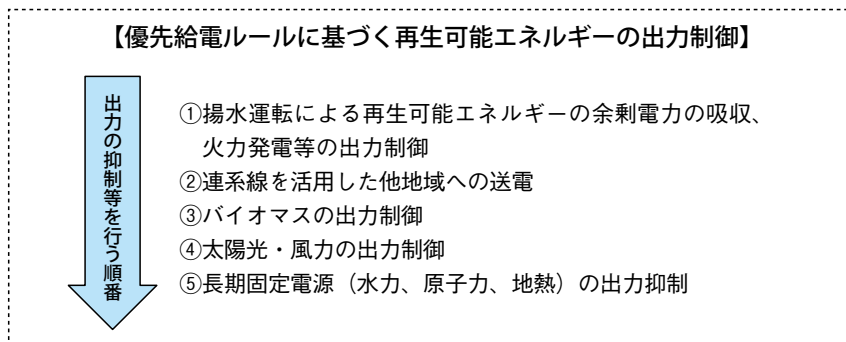 【優先給電ルールに基づく再生可能エネルギーの出力制御】
出力の抑制等を行う順番
①揚水運転による再生可能エネルギーの余剰電力の吸収、
火力発電等の出力制御
②連系線を活用した他地域への送電
③バイオマスの出力制御
④太陽光・風力の出力制御
⑤長期固定電源（水力、原子力、地熱）の出力抑制